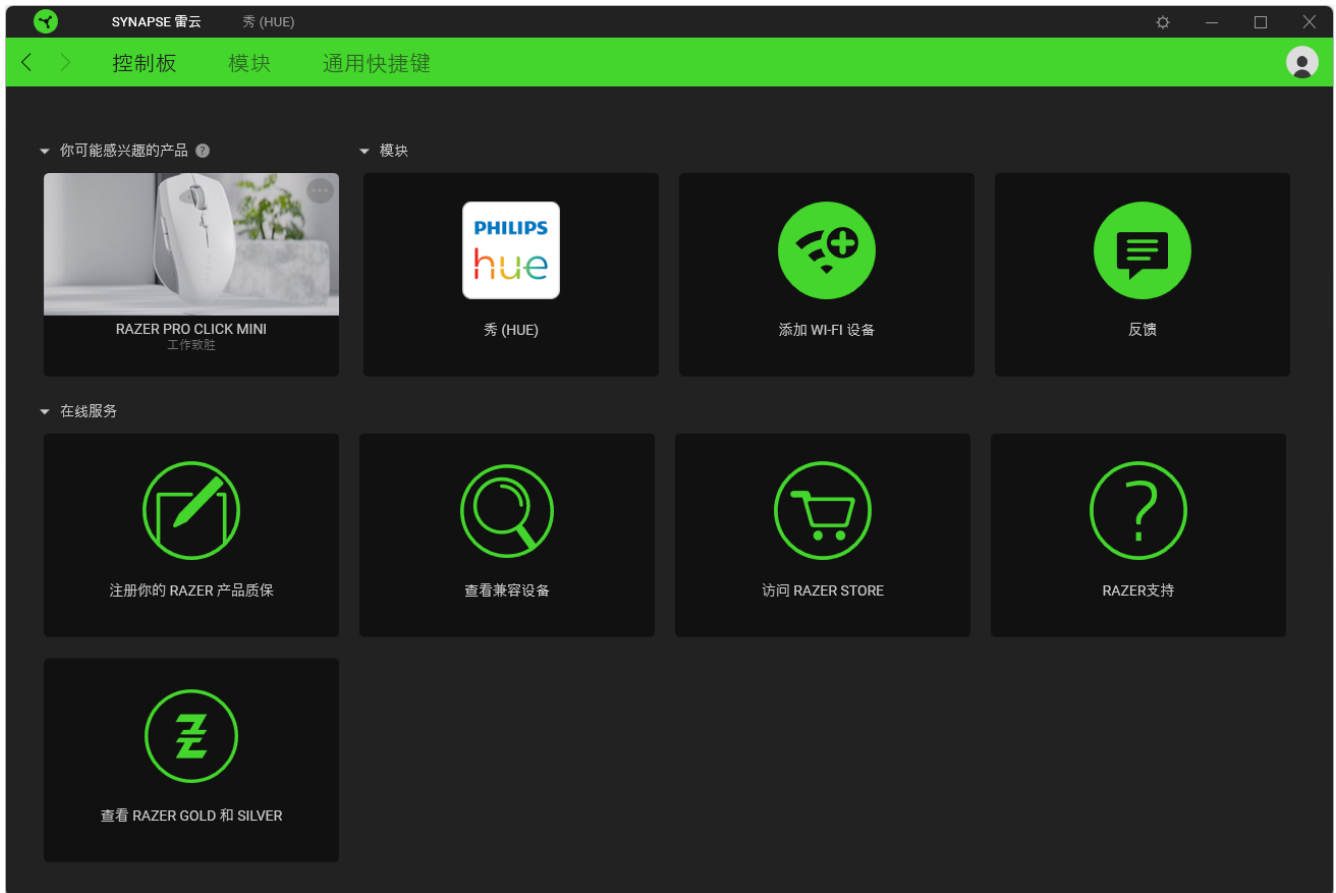 SYNAPSE 雷云
秀 (HUE)
控制板
模块
通用快捷键
你可能感兴趣的产品 ?
模块
RAZER PRO CLICK MINI
工作致胜
PHILIPS
hue
秀 (HUE)
添加 WI-FI 设备
反馈
在线服务
注册你的 RAZER 产品质保
查看兼容设备
访问 RAZER STORE
RAZER支持
查看 RAZER GOLD 和 SILVER